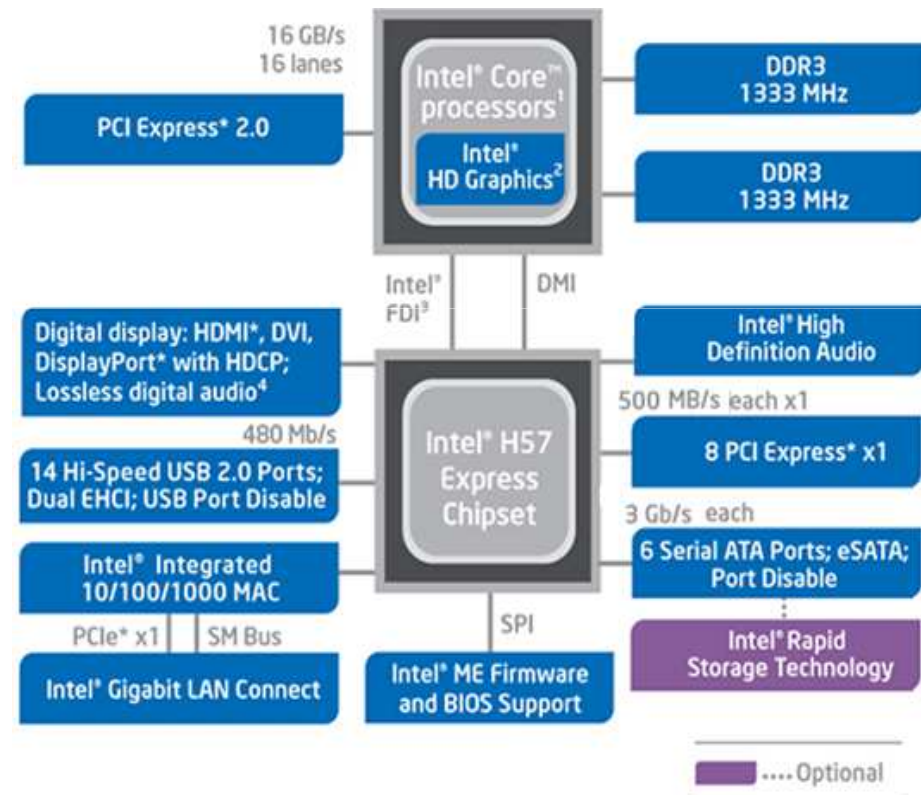 16 GB/s
16 lanes
Intel® Core™
processors¹
Intel®
HD Graphics²
PCI Express* 2.0
DDR3
1333 MHz
DDR3
1333 MHz
Intel®
FDI³
DMI
Digital display: HDMI*, DVI,
DisplayPort* with HDCP;
Lossless digital audio⁴
Intel® High
Definition Audio
480 Mb/s
500 MB/s each x1
Intel® H57
Express
Chipset
14 Hi-Speed USB 2.0 Ports;
Dual EHCI; USB Port Disable
8 PCI Express* x1
3 Gb/s each
Intel® Integrated
10/100/1000 MAC
6 Serial ATA Ports; eSATA;
Port Disable
PCIe* x1
SM Bus
SPI
Intel® Rapid
Storage Technology
Intel® Gigabit LAN Connect
Intel® ME Firmware
and BIOS Support
Optional